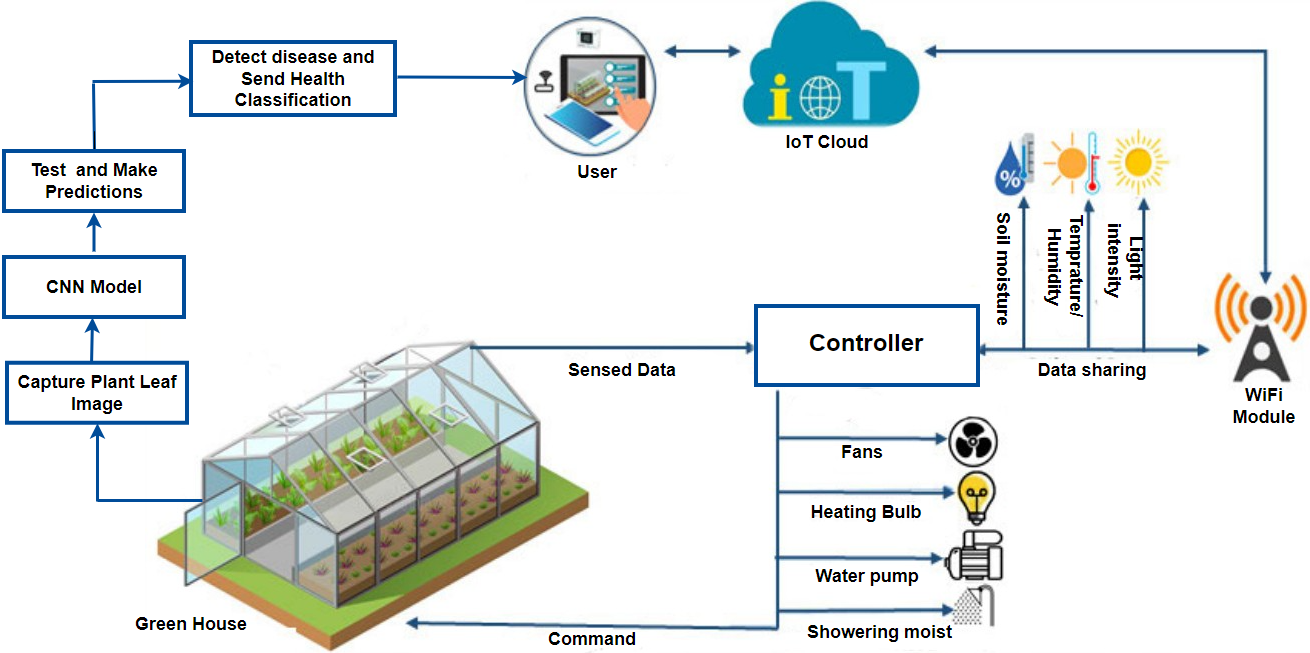 Detect disease and
Send Health
Classification
iOT
IoT Cloud
User
Test and Make
Predictions
%
Soil moisture
Temprature/
Humidity
Light
intensity
CNN Model
Controller
Capture Plant Leaf
Image
Sensed Data
Data sharing
WiFi
Module
Fans
Heating Bulb
Water pump
Showering moist
Green House
Command